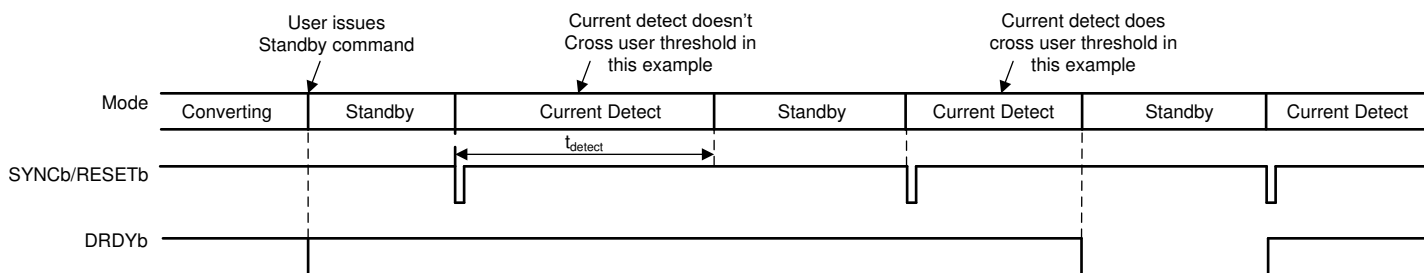 User issues
Standby command
Current detect doesn't
Cross user threshold in
this example
Current detect does
cross user threshold in
this example
Mode
Converting
Standby
Current Detect
Standby
Current Detect
Standby
Current Detect
tdetect
SYNCb/RESETb
DRDYb